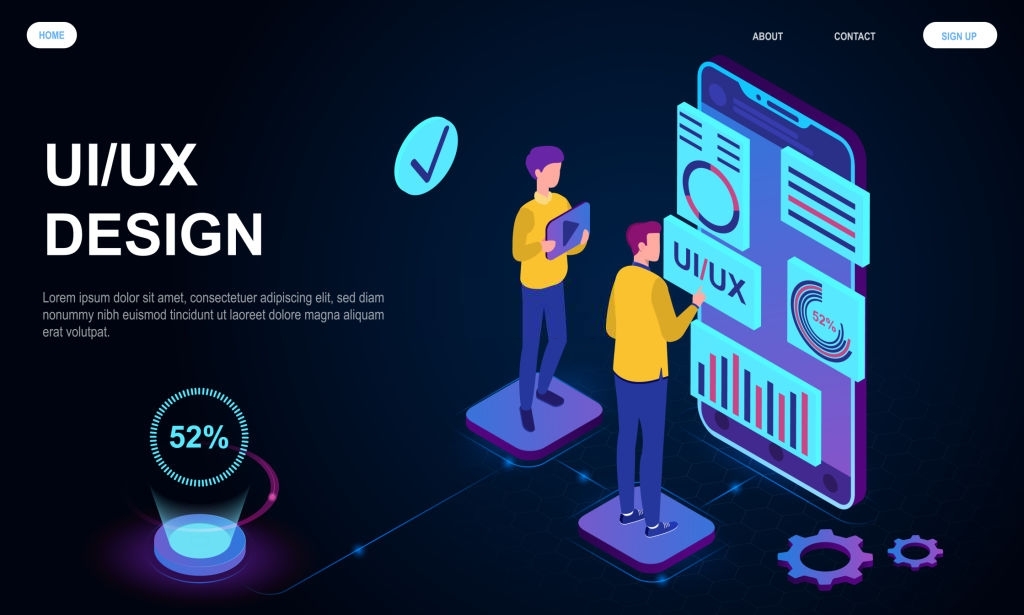 HOME
ABOUT
CONTACT
SIGN UP
UI/UX
DESIGN
Lorem ipsum dolor sit amet, consectetuer adipiscing elit, sed diam
nonummy nibh euismod tincidunt ut laoreet dolore magna aliquam
erat volutpat.
52%
UI/UX
52%